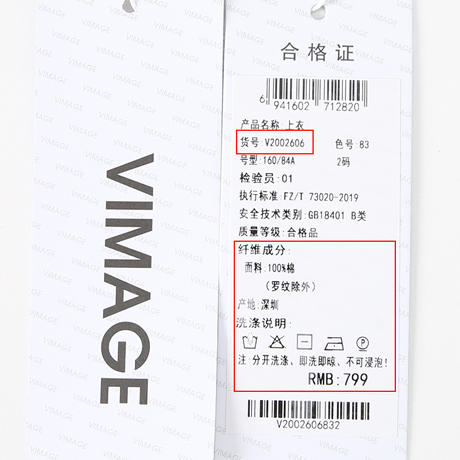 VIMAGE
合格证
6 941602 712820
产品名称:上衣
货号:V2002606 色号:83
号型:160/84A 2码
检验员:01
执行标准:FZ/T 73020-2019
安全技术类别:GB18401 B类
质量等级:合格品
纤维成分:
面料:100%棉
(罗纹除外)
产地:深圳
洗涤说明:
P
注:分开洗涤、即洗即晾、不可浸泡!
RMB:799
V2002606832